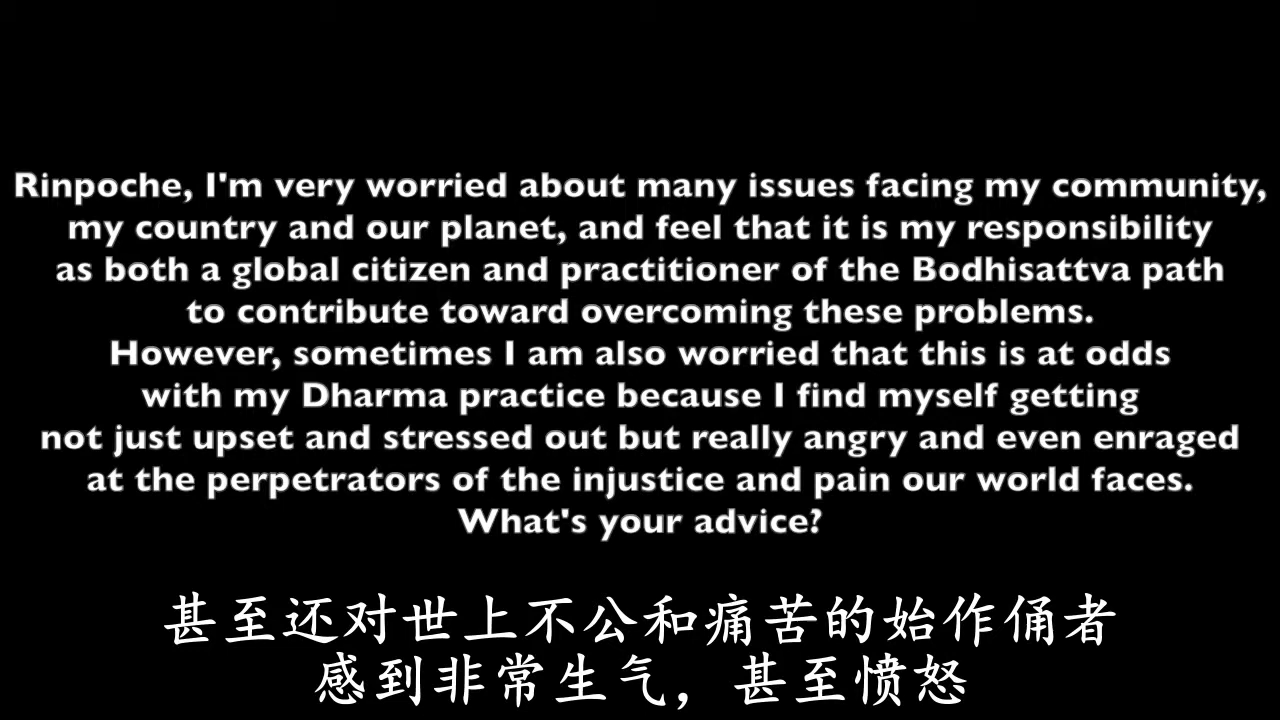 Rinpoche, I'm very worried about many issues facing my community,
my country and our planet, and feel that it is my responsibility
as both a global citizen and practitioner of the Bodhisattva path
to contribute toward overcoming these problems.
However, sometimes I am also worried that this is at odds
with my Dharma practice because I find myself getting
not just upset and stressed out but really angry and even enraged
at the perpetrators of the injustice and pain our world faces.
What's your advice?
甚至还对世上不公和痛苦的始作俑者
感到非常生气，甚至愤怒